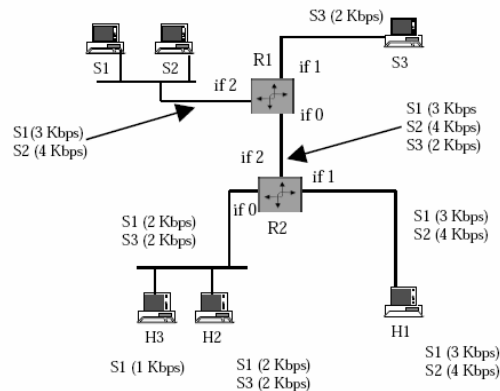 S3 (2 Kbps)
R1
S1
S2
if 2
if 1
S3
if 0
S1(3 Kbps)
S2 (4 Kbps)
S1 (3 Kbps
S2 (4 Kbps)
S3 (2 Kbps)
if 2
if 1
if 0
R2
S1 (2 Kbps)
S3 (2 Kbps)
S1 (3 Kbps)
S2 (4 Kbps)
H3
H2
H1
S1 (1 Kbps)
S1 (2 Kbps)
S3 (2 Kbps)
S1 (3 Kbps)
S2 (4 Kbps)